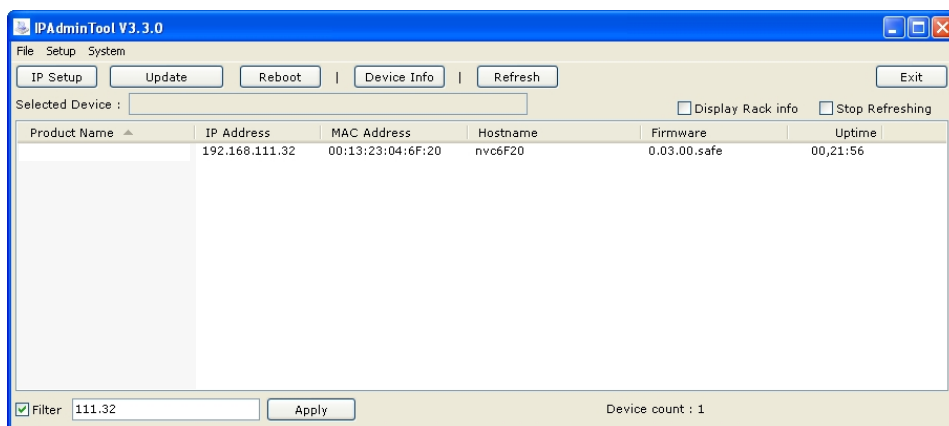 IPAdminTool V3.3.0
File Setup System
IP Setup Update Reboot | Device Info | Refresh Exit
Selected Device :
Display Rack info Stop Refreshing
Product Name IP Address MAC Address Hostname Firmware Uptime
192.168.111.32 00:13:23:04:6F:20 nvc6F20 0.03.00.safe 00,21:56
Filter 111.32 Apply Device count : 1